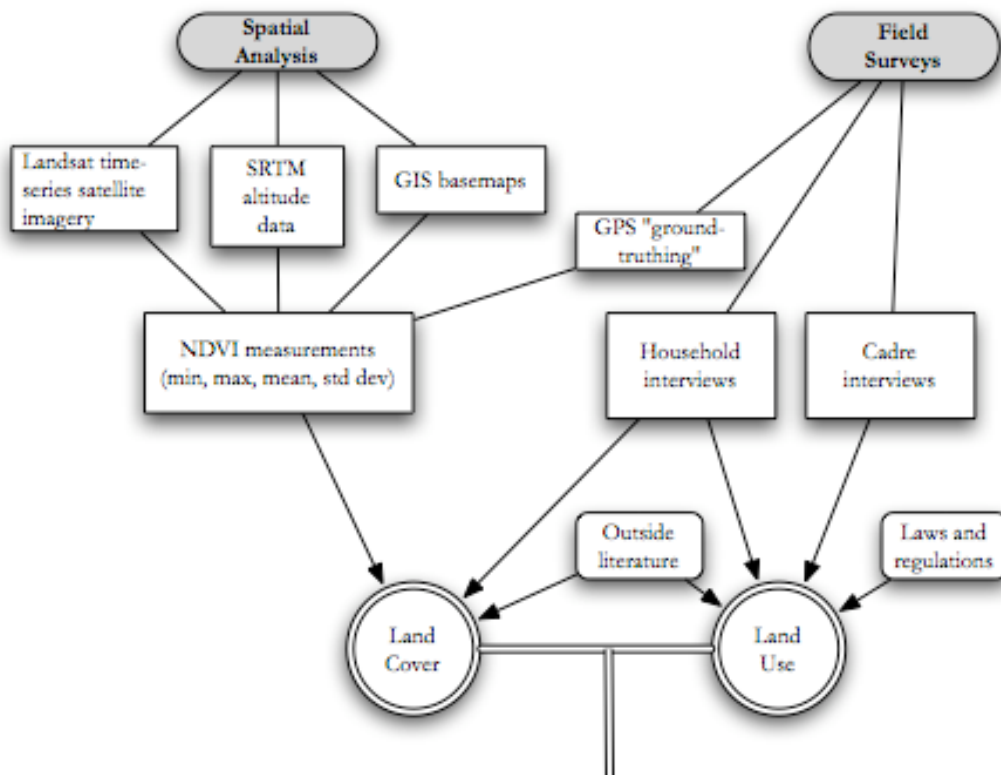 Spatial
Analysis
Field
Surveys
Landsat time-
series satellite
imagery
SRTM
altitude
data
GIS basemaps
GPS "ground-
truthing"
NDVI measurements
(min, max, mean, std dev)
Household
interviews
Cadre
interviews
Outside
literature
Laws and
regulations
Land
Cover
Land
Use